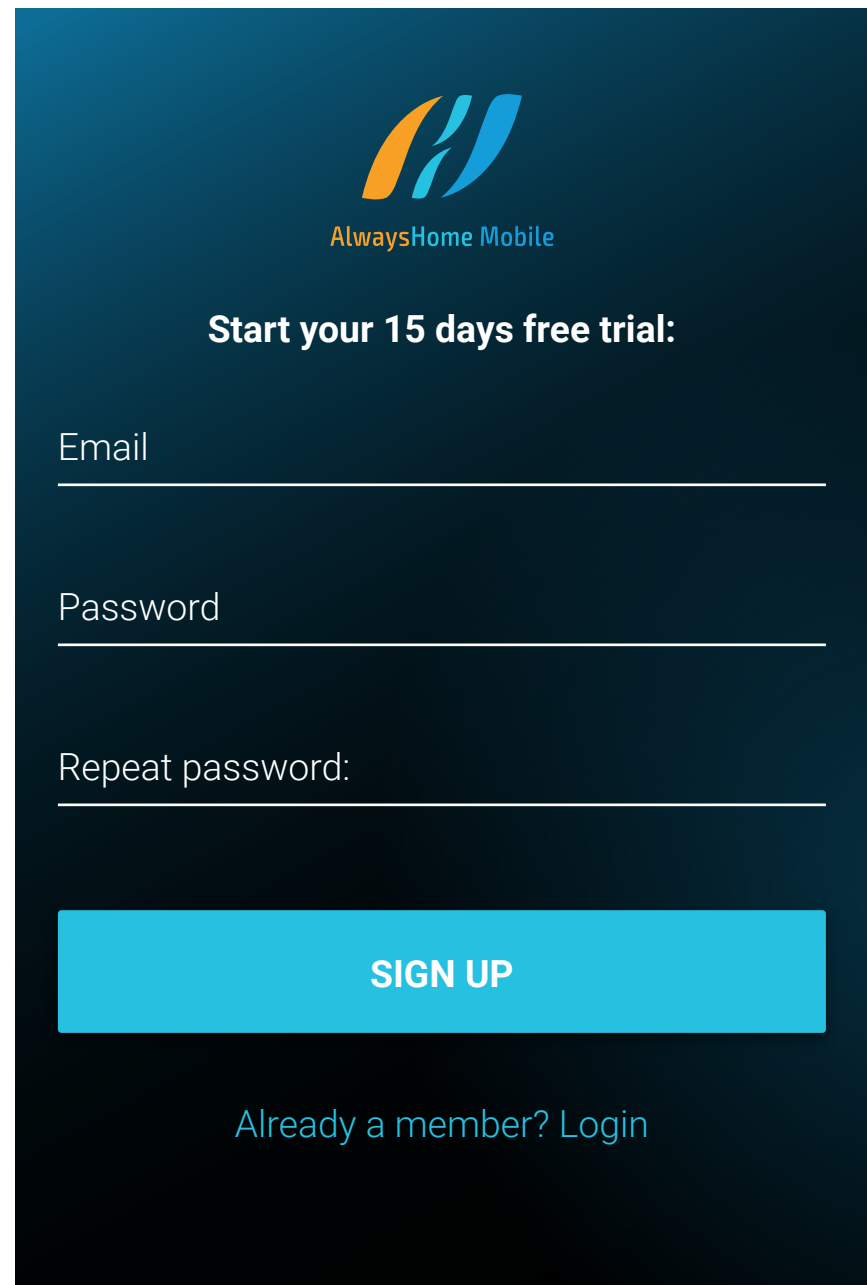 AlwaysHome Mobile
Start your 15 days free trial:
Email
Password
Repeat password:
SIGN UP
Already a member? Login